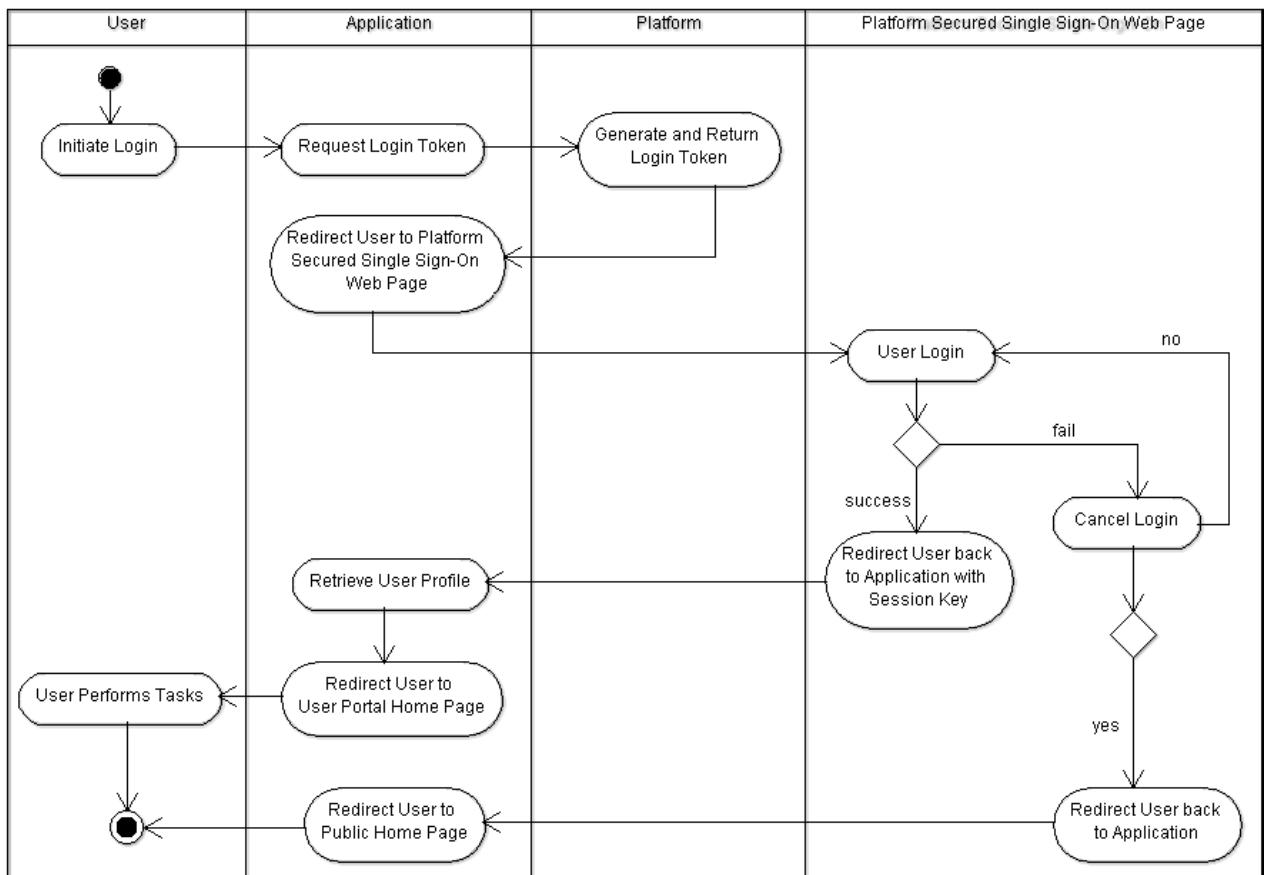 User
Application
Platform
Platform Secured Single Sign-On Web Page
Initiate Login
Request Login Token
Generate and Return
Login Token
Redirect User to Platform
Secured Single Sign-On
Web Page
User Login
no
fail
success
Cancel Login
Redirect User back
to Application with
Session Key
Retrieve User Profile
User Performs Tasks
Redirect User to
User Portal Home Page
yes
Redirect User to
Public Home Page
Redirect User back
to Application